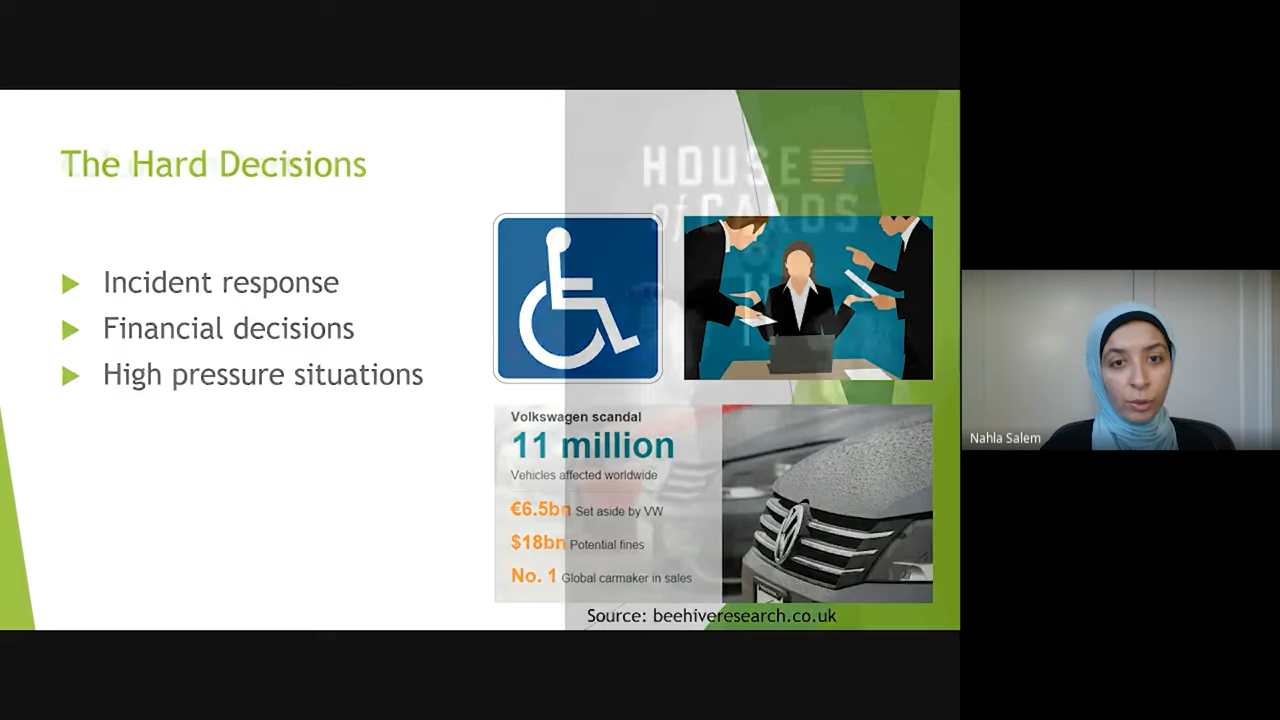 The Hard Decisions
HOUSE
of CARDS
Incident response
Financial decisions
High pressure situations
Volkswagen scandal
11 million
Vehicles affected worldwide
€6.5bn Set aside by VW
$18bn Potential fines
No. 1 Global carmaker in sales
Source: beehiveresearch.co.uk
Nahla Salem